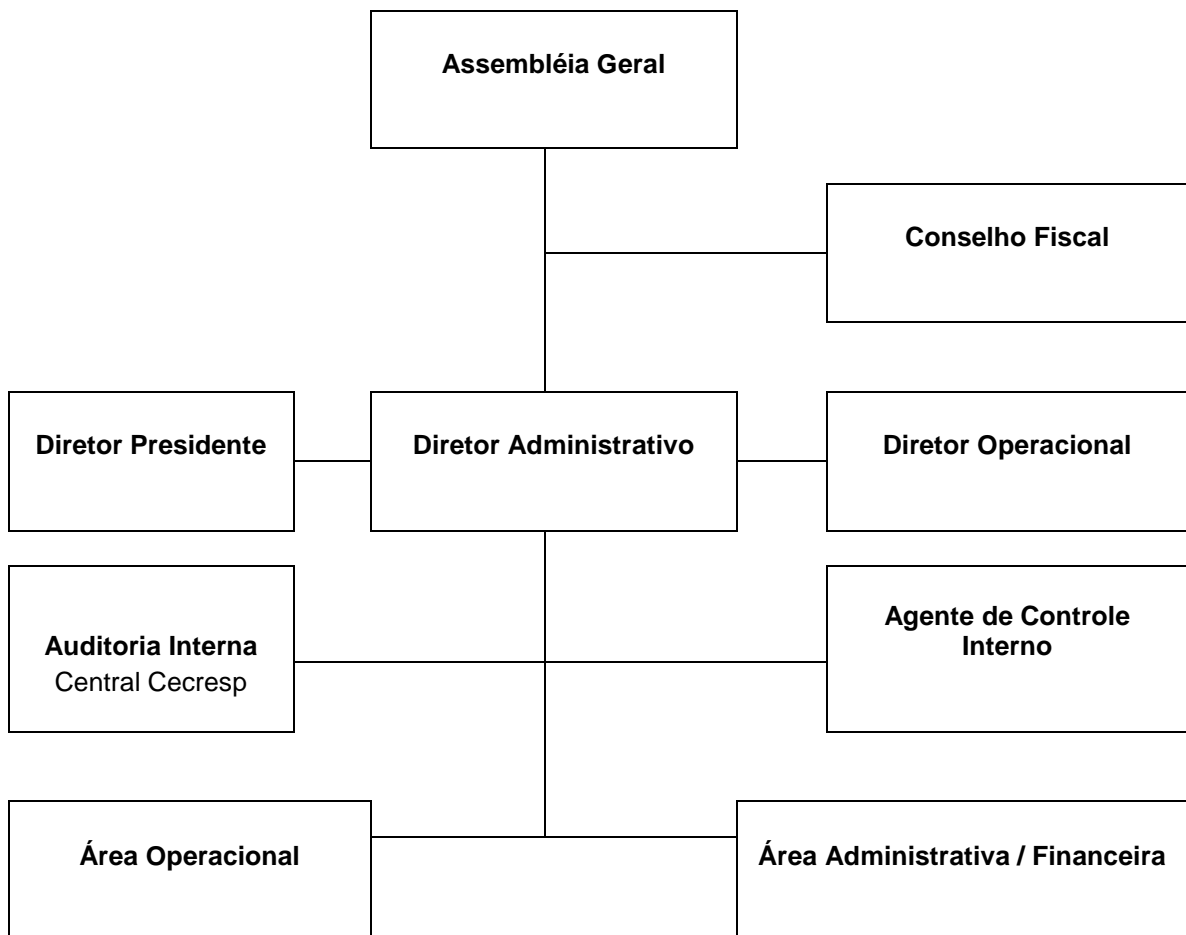 Assembléia Geral
Conselho Fiscal
Diretor Presidente
Diretor Administrativo
Diretor Operacional
Auditoria Interna
Central Cecresp
Agente de Controle
Interno
Área Operacional
Área Administrativa / Financeira